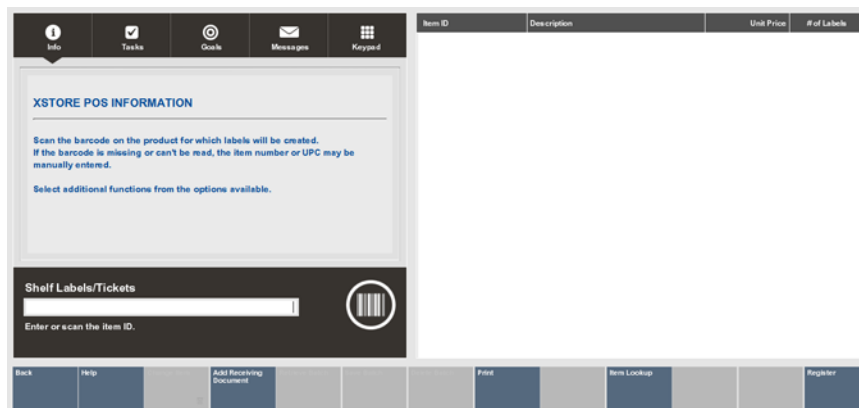 Info Tasks Goals Messages Keypad
XSTORE POS INFORMATION
Scan the barcode on the product for which labels will be created.
If the barcode is missing or can't be read, the item number or UPC may be
manually entered.
Select additional functions from the options available.
Shelf Labels/Tickets
Enter or scan the item ID.
Item ID Description Unit Price # of Labels
Back Help Add Receiving Print Item Lookup Register
Document